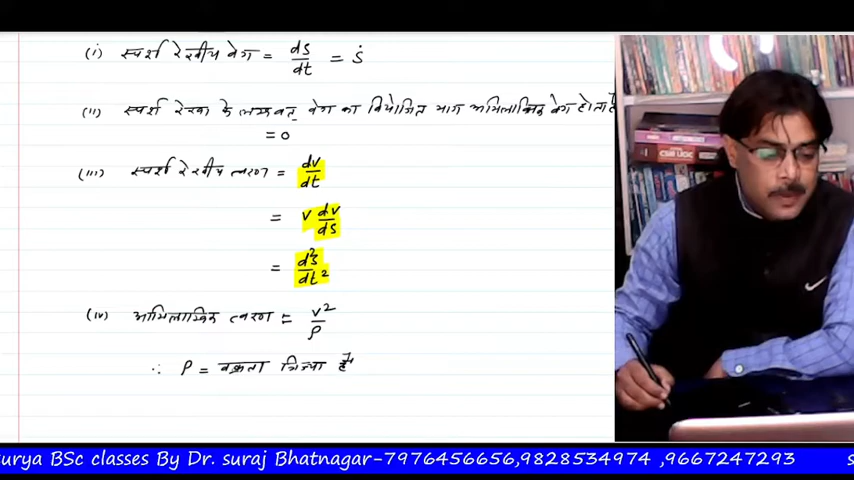 (i) स्पर्श रेखीय वेग = ds/dt = ṡ
(ii) स्पर्श रेखा के लम्बवत् वेग का वियोजित भाग अभिलाम्बिक वेग होता है
= 0
(iii) स्पर्श रेखीय त्वरण = dv/dt
= v dv/ds
= d²s/dt²
(iv) अभिलाम्बिक त्वरण = v²/ρ
∴ ρ = वक्रता त्रिज्या है
urya BSc classes By Dr. suraj Bhatnagar-7976456656,9828534974 ,9667247293 s